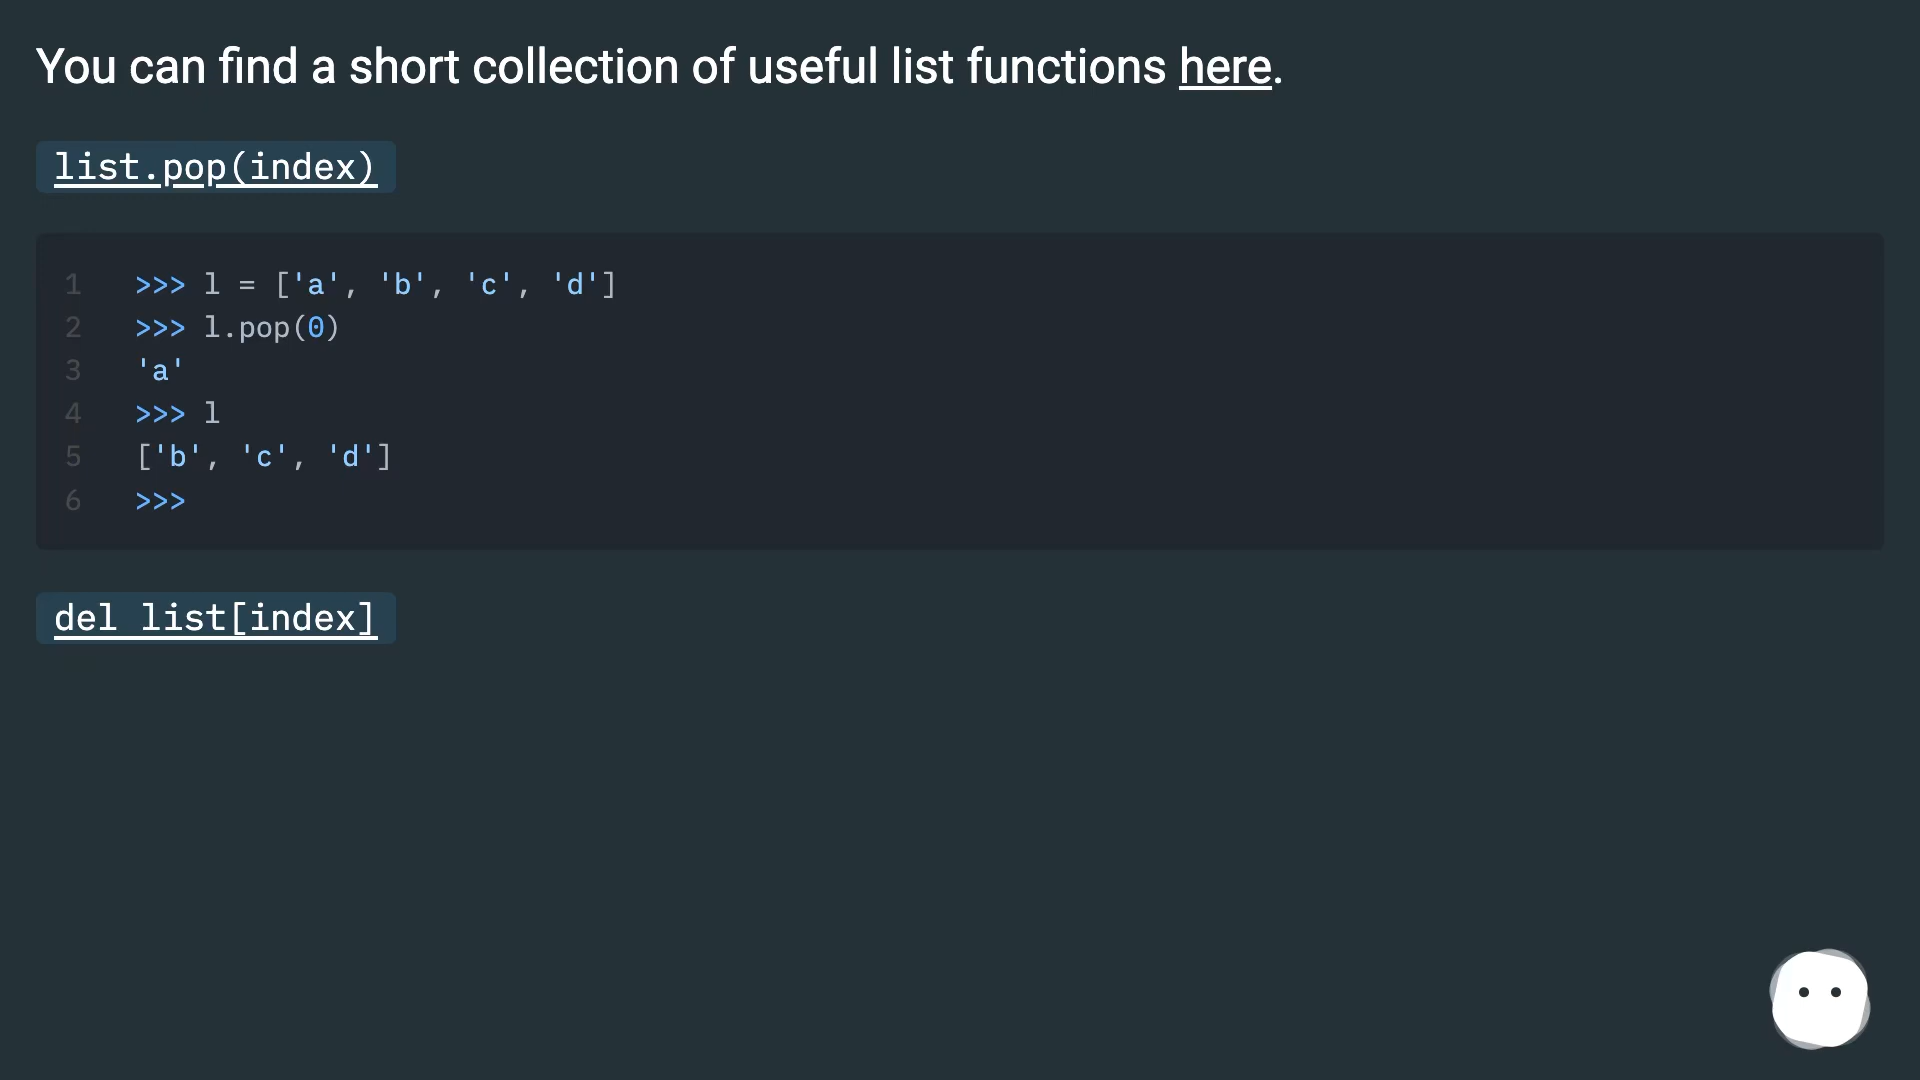 You can find a short collection of useful list functions here.
list.pop(index)
1 >>> l = ['a', 'b', 'c', 'd']
2 >>> l.pop(0)
3 'a'
4 >>> l
5 ['b', 'c', 'd']
6 >>>
del list[index]